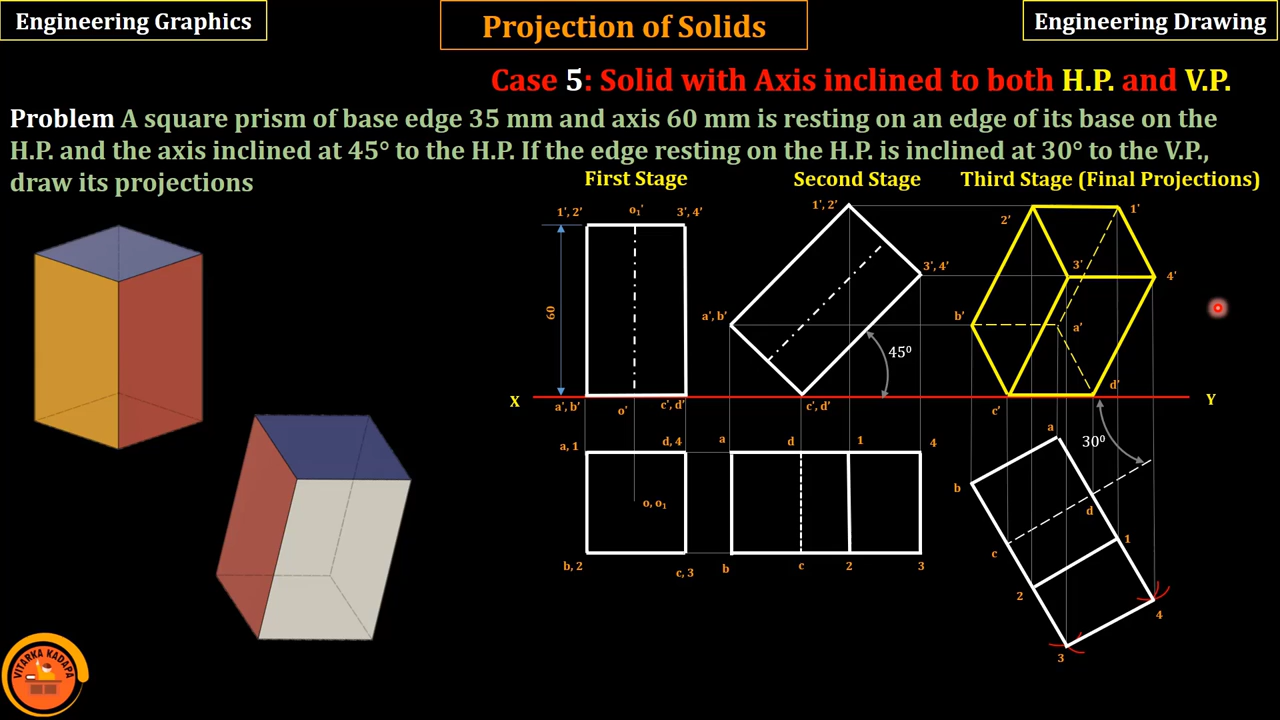 Engineering Graphics
Projection of Solids
Engineering Drawing
Case 5: Solid with Axis inclined to both H.P. and V.P.
Problem A square prism of base edge 35 mm and axis 60 mm is resting on an edge of its base on the
H.P. and the axis inclined at 45° to the H.P. If the edge resting on the H.P. is inclined at 30° to the V.P.,
draw its projections
First Stage
Second Stage
Third Stage (Final Projections)
1', 2'
o₁'
3', 4'
1', 2'
2'
1'
3', 4'
3'
4'
60
a', b'
b'
a'
45⁰
d'
X
Y
a', b'
o'
c', d'
c', d'
c'
a, 1
d, 4
a
d
1
4
a
30⁰
b
o, o₁
d
c
1
b, 2
c, 3
b
c
2
3
2
4
3
VITARKA KADAPA